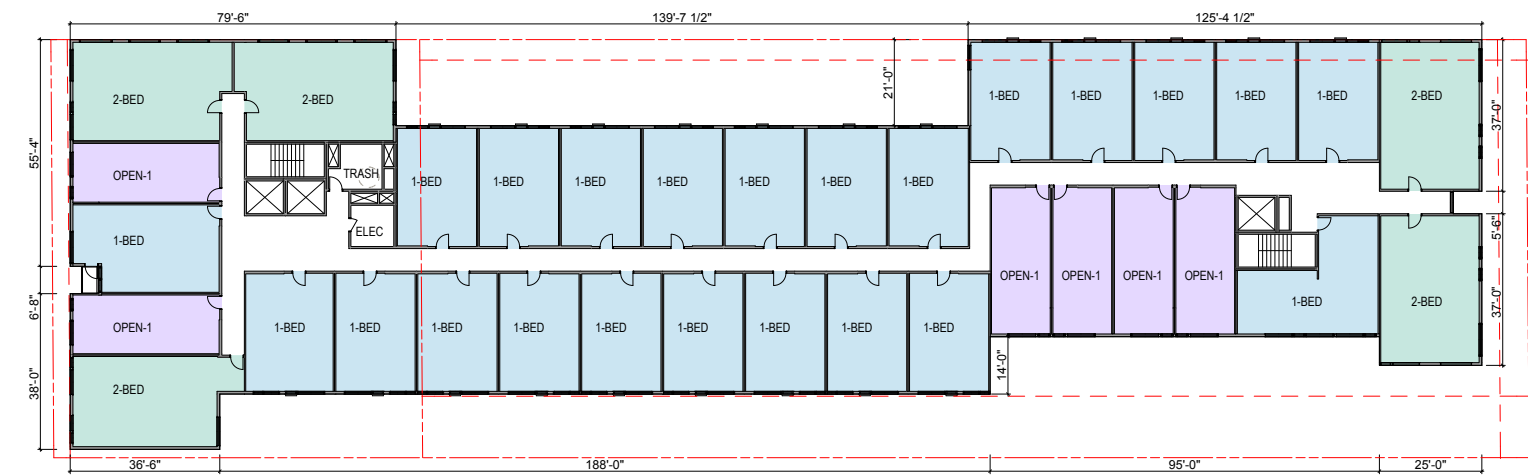 79'-6"
139'-7 1/2"
125'-4 1/2"
55'-4"
6'-8"
38'-0"
21'-0"
37'-0"
5'-6"
37'-0"
14'-0"
2-BED
2-BED
1-BED
1-BED
1-BED
1-BED
1-BED
2-BED
OPEN-1
TRASH
1-BED
1-BED
1-BED
1-BED
1-BED
1-BED
1-BED
1-BED
ELEC
OPEN-1
OPEN-1
OPEN-1
OPEN-1
1-BED
2-BED
OPEN-1
1-BED
1-BED
1-BED
1-BED
1-BED
1-BED
1-BED
1-BED
1-BED
2-BED
36'-6"
188'-0"
95'-0"
25'-0"